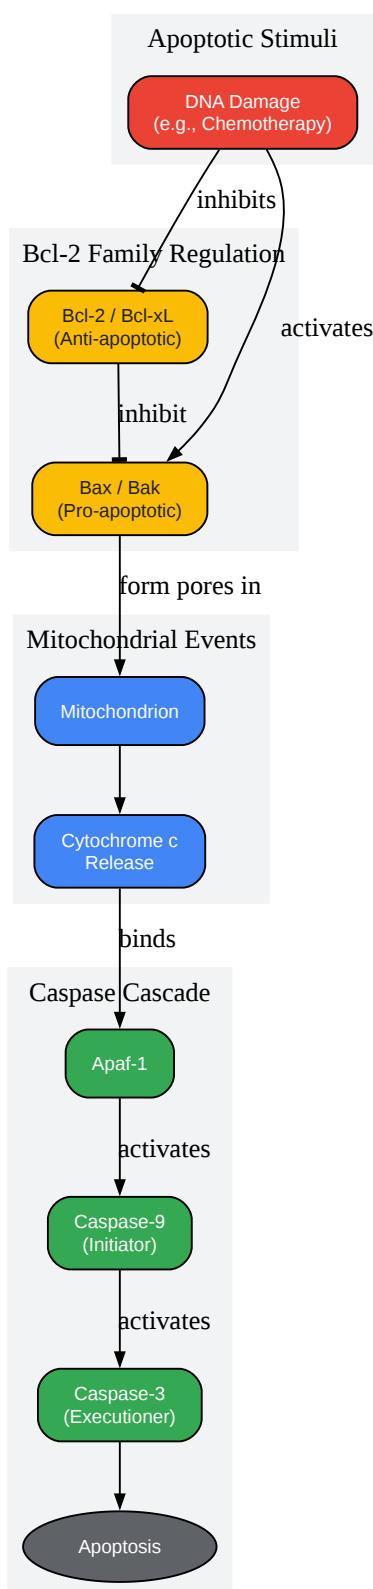 Apoptotic Stimuli
DNA Damage
(e.g., Chemotherapy)
inhibits
Bcl-2 Family Regulation
Bcl-2 / Bcl-xL
(Anti-apoptotic)
activates
inhibit
Bax / Bak
(Pro-apoptotic)
form pores in
Mitochondrial Events
Mitochondrion
Cytochrome c
Release
binds
Caspase Cascade
Apaf-1
activates
Caspase-9
(Initiator)
activates
Caspase-3
(Executioner)
Apoptosis